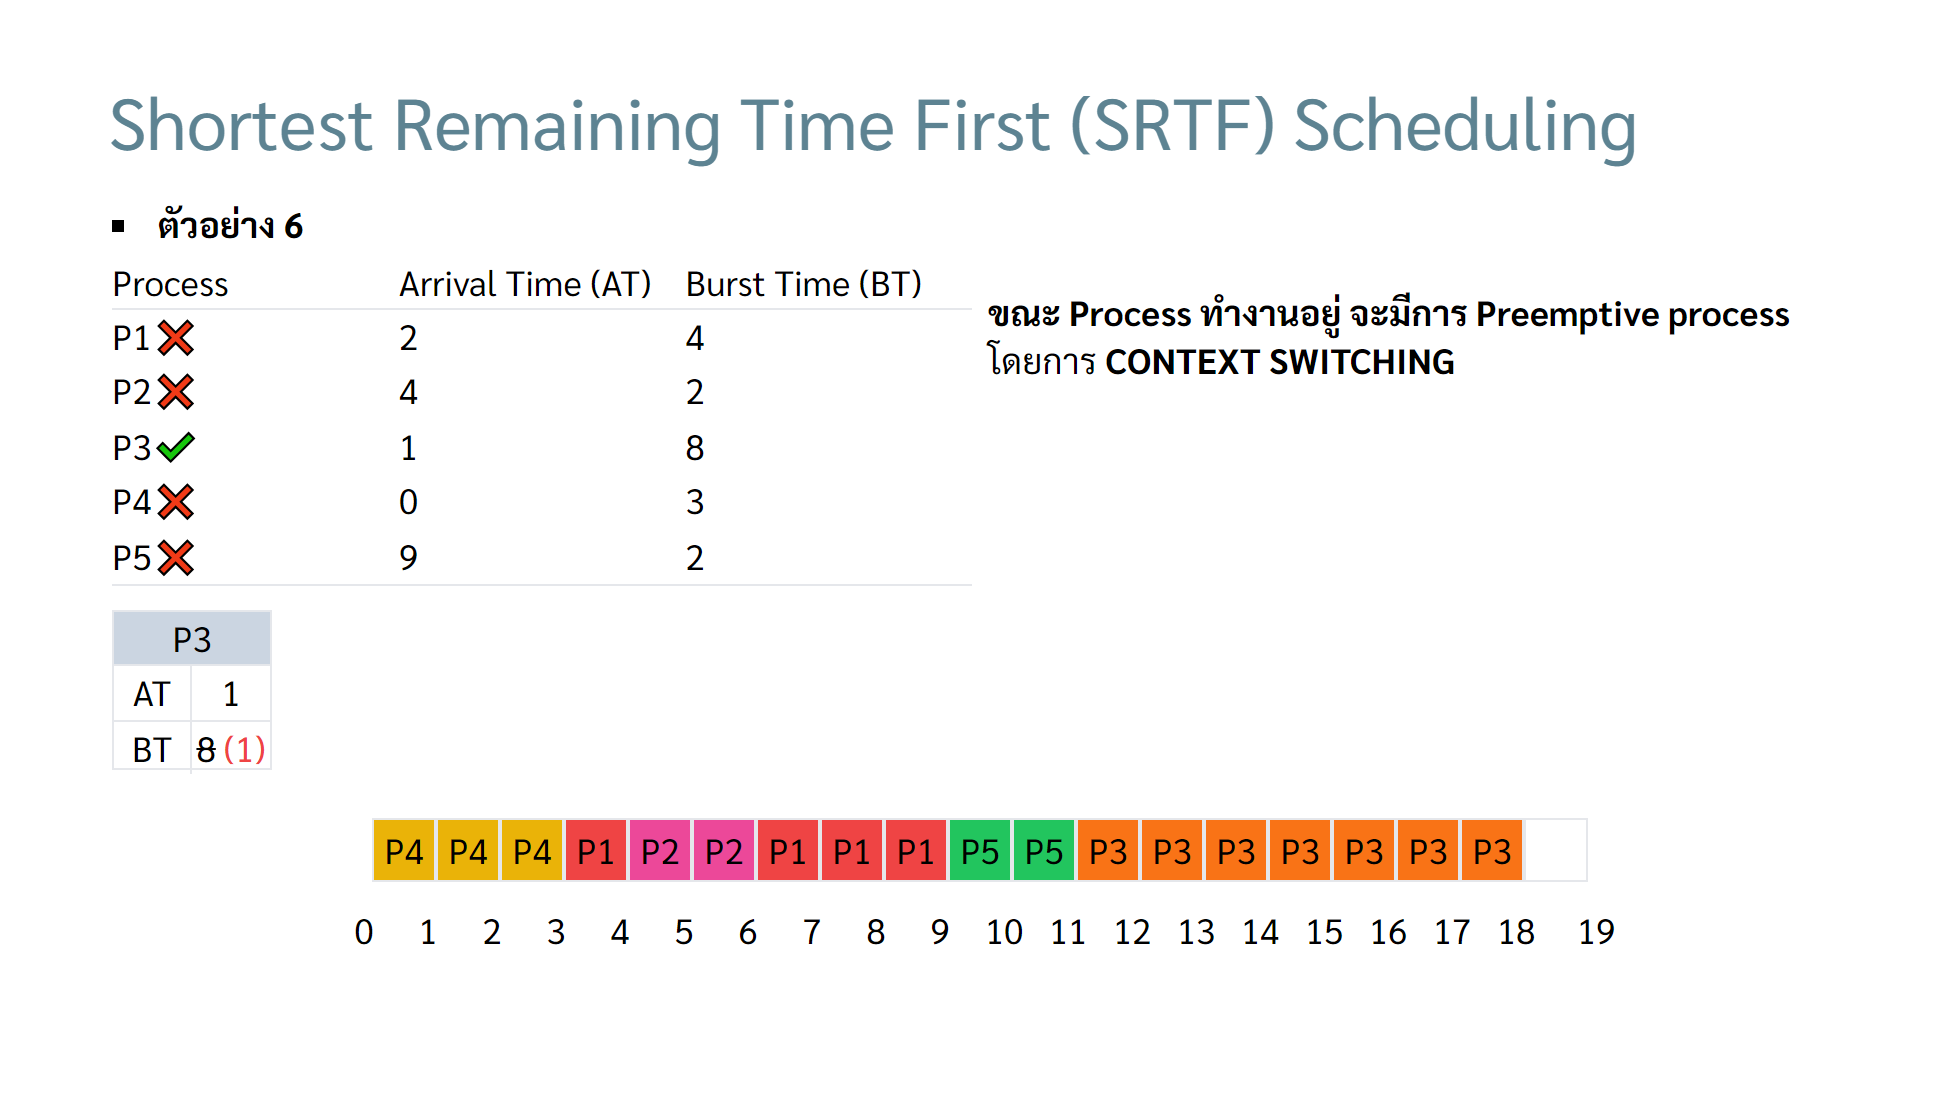 Shortest Remaining Time First (SRTF) Scheduling
▪ ตัวอย่าง 6
Process Arrival Time (AT) Burst Time (BT)
P1 ❌ 2 4
P2 ❌ 4 2
P3 ✔ 1 8
P4 ❌ 0 3
P5 ❌ 9 2
ขณะ Process ทำงานอยู่ จะมีการ Preemptive process
โดยการ CONTEXT SWITCHING
P3
AT 1
BT 8 (1)
P4 P4 P4 P1 P2 P2 P1 P1 P1 P5 P5 P3 P3 P3 P3 P3 P3 P3
0 1 2 3 4 5 6 7 8 9 10 11 12 13 14 15 16 17 18 19